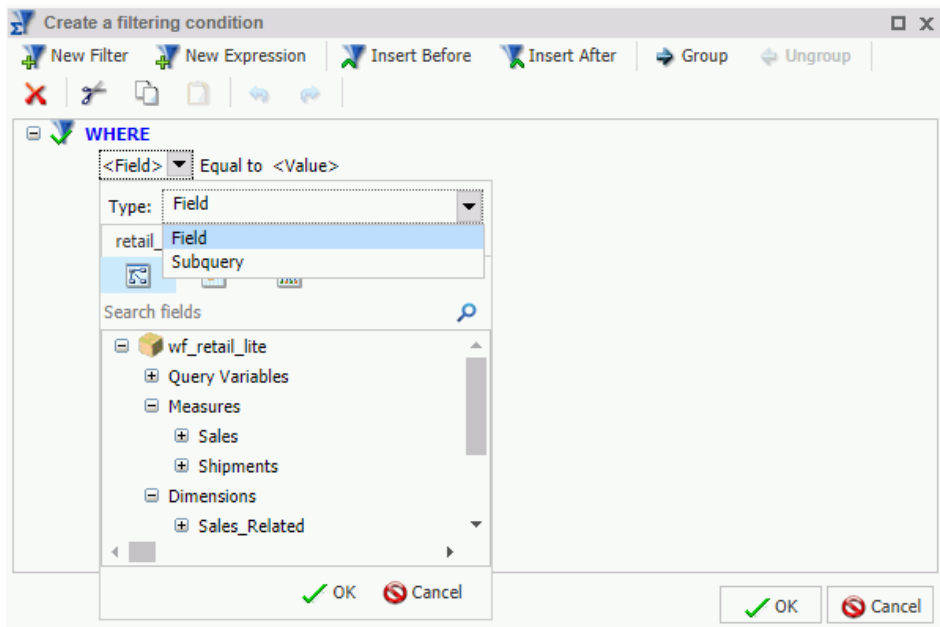 Create a filtering condition
New Filter New Expression Insert Before Insert After Group Ungroup
WHERE
<Field> Equal to <Value>
Type: Field
retail_ Field
Subquery
Search fields
wf_retail_lite
Query Variables
Measures
Sales
Shipments
Dimensions
Sales_Related
OK Cancel
OK Cancel